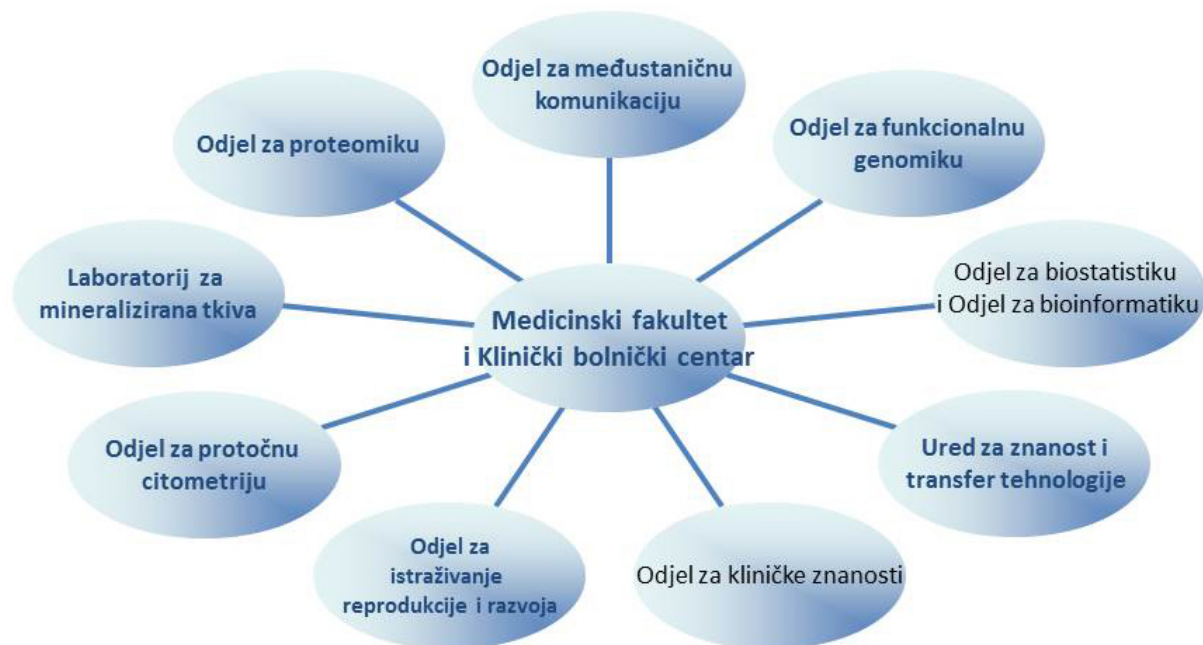 Odjel za međustaničnu
komunikaciju
Odjel za proteomiku
Odjel za funkcionalnu
genomiku
Laboratorij za
mineralizirana tkiva
Odjel za biostatistiku
i Odjel za bioinformatiku
Medicinski fakultet
i Klinički bolnički centar
Odjel za protočnu
citometriju
Ured za znanost i
transfer tehnologije
Odjel za
istraživanje
reprodukcije i razvoja
Odjel za kliničke znanosti